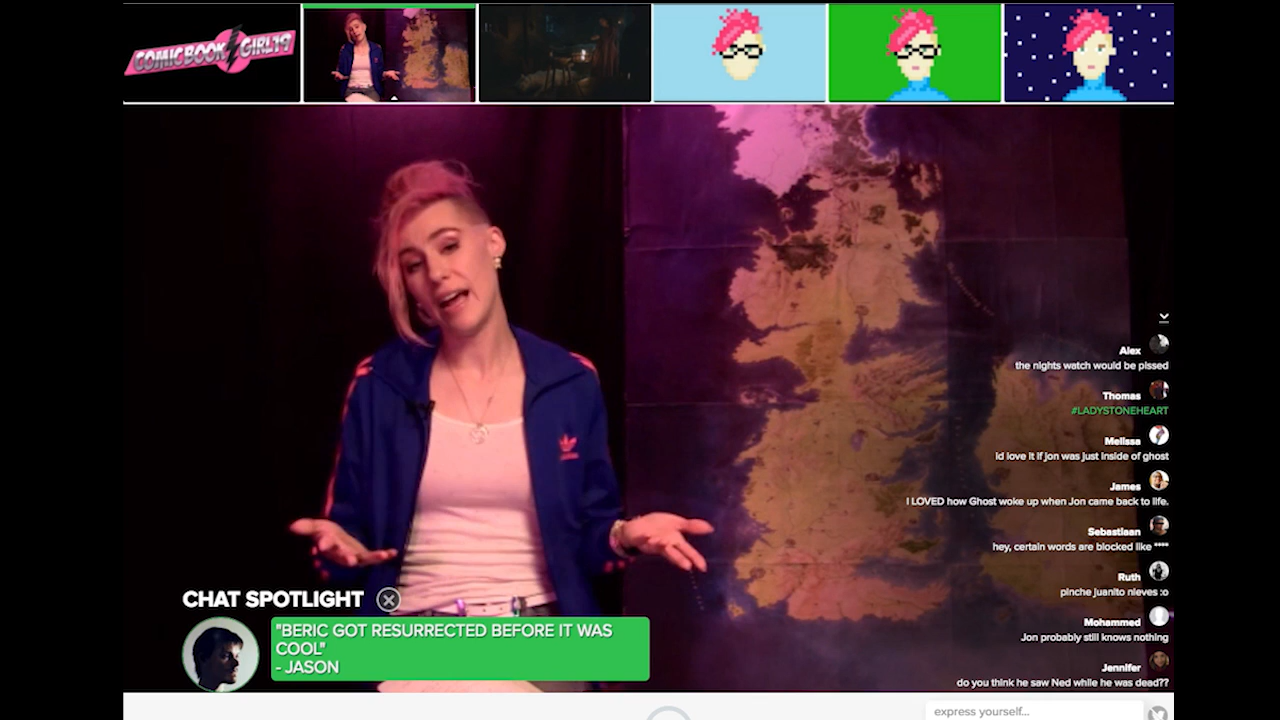 COMICBOOK GIRL19
Alex
the nights watch would be pissed
Thomas
#LADYSTONEHEART
Melissa
id love it if jon was just inside of ghost
James
I LOVED how Ghost woke up when Jon came back to life.
Sebastiaan
hey, certain words are blocked like ****
Ruth
pinche juanito nieves :o
Mohammed
Jon probably still knows nothing
Jennifer
do you think he saw Ned while he was dead??
CHAT SPOTLIGHT
"BERIC GOT RESURRECTED BEFORE IT WAS
COOL"
- JASON
express yourself...